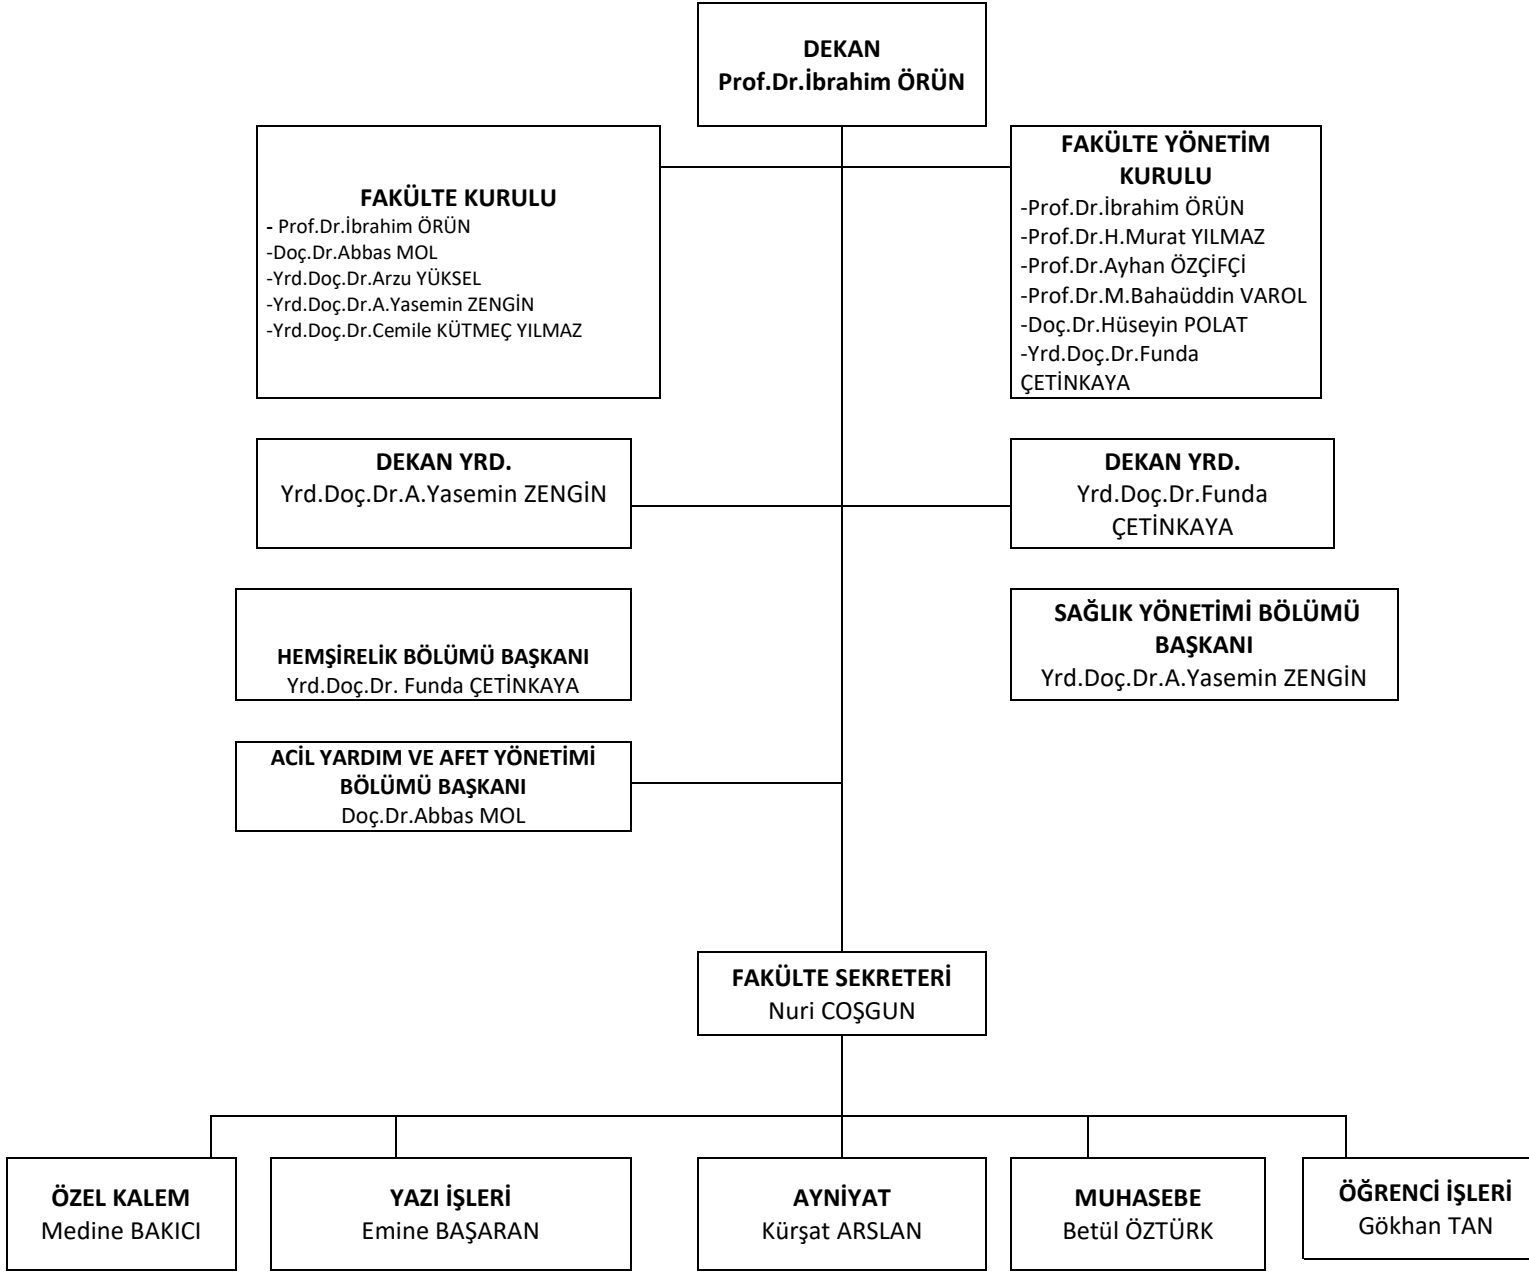 DEKAN
Prof.Dr.İbrahim ÖRÜN
FAKÜLTE KURULU
- Prof.Dr.İbrahim ÖRÜN
-Doç.Dr.Abbas MOL
-Yrd.Doç.Dr.Arzu YÜKSEL
-Yrd.Doç.Dr.A.Yasemin ZENGİN
-Yrd.Doç.Dr.Cemile KÜTMEÇ YILMAZ
FAKÜLTE YÖNETİM
KURULU
-Prof.Dr.İbrahim ÖRÜN
-Prof.Dr.H.Murat YILMAZ
-Prof.Dr.Ayhan ÖZÇİFÇİ
-Prof.Dr.M.Bahaüddin VAROL
-Doç.Dr.Hüseyin POLAT
-Yrd.Doç.Dr.Funda
ÇETİNKAYA
DEKAN YRD.
Yrd.Doç.Dr.A.Yasemin ZENGİN
DEKAN YRD.
Yrd.Doç.Dr.Funda
ÇETİNKAYA
HEMŞİRELİK BÖLÜMÜ BAŞKANI
Yrd.Doç.Dr. Funda ÇETİNKAYA
SAĞLIK YÖNETİMİ BÖLÜMÜ
BAŞKANI
Yrd.Doç.Dr.A.Yasemin ZENGİN
ACİL YARDIM VE AFET YÖNETİMİ
BÖLÜMÜ BAŞKANI
Doç.Dr.Abbas MOL
FAKÜLTE SEKRETERİ
Nuri COŞGUN
ÖZEL KALEM
Medine BAKICI
YAZI İŞLERİ
Emine BAŞARAN
AYNİYAT
Kürşat ARSLAN
MUHASEBE
Betül ÖZTÜRK
ÖĞRENCİ İŞLERİ
Gökhan TAN